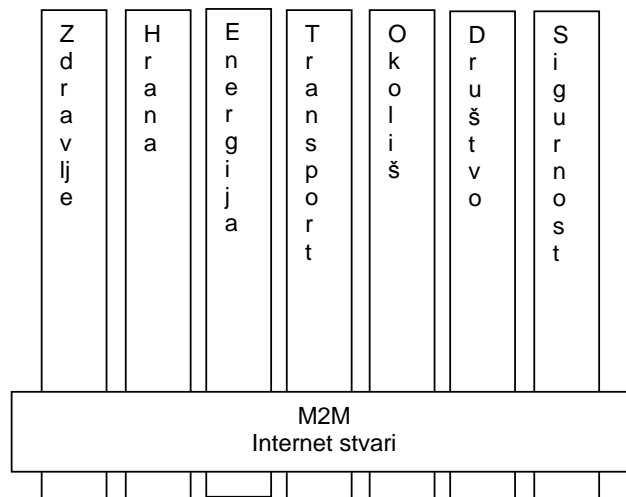 Zdravlje
Hrana
Energija
Transport
Okoliš
Društvo
Sigurnost
M2M
Internet stvari